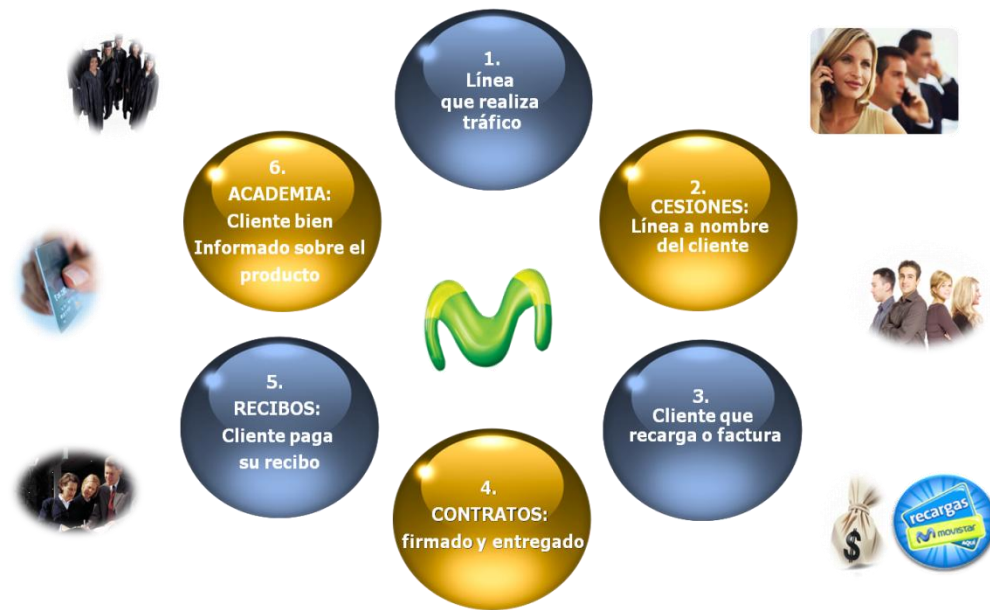 1.
Línea
que realiza
tráfico
2.
CESIONES:
Línea a nombre
del cliente
3.
Cliente que
recarga o factura
4.
CONTRATOS:
firmado y entregado
5.
RECIBOS:
Cliente paga
su recibo
6.
ACADEMIA:
Cliente bien
Informado sobre el
producto
$
recargas
movistar
AQUÍ